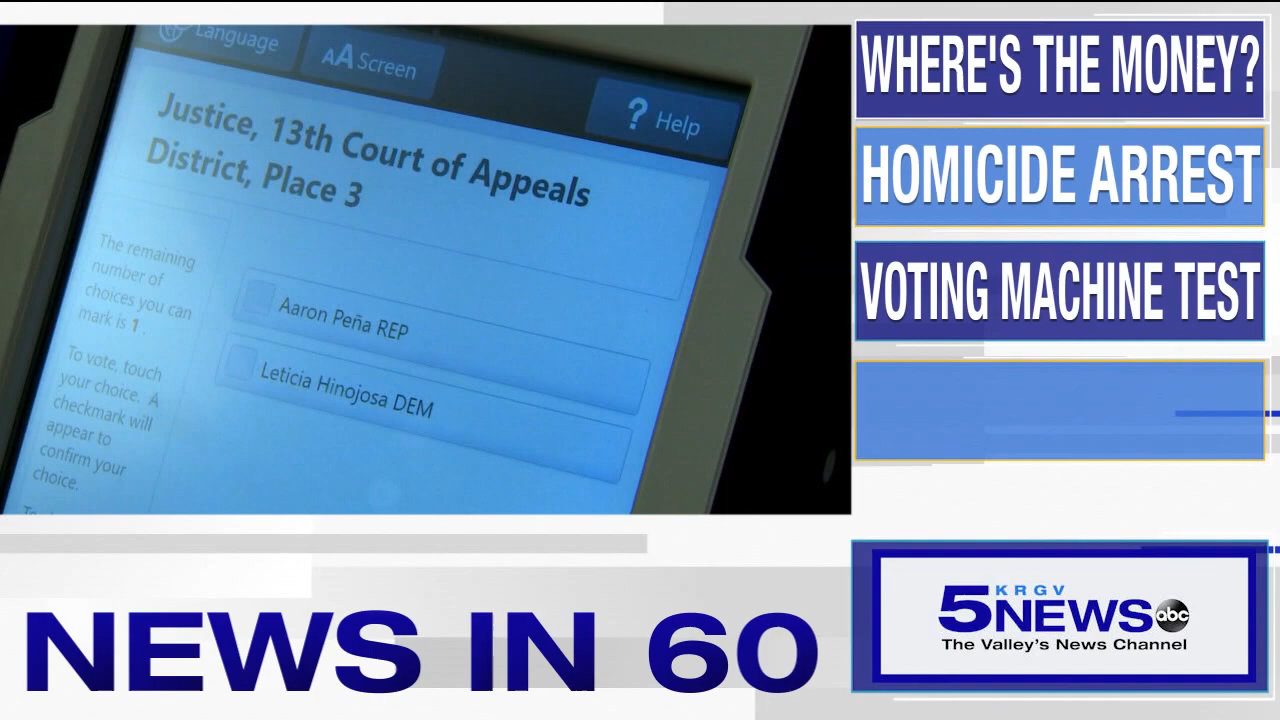 Language
AA Screen
? Help
Justice, 13th Court of Appeals
District, Place 3
The remaining
number of
choices you can
mark is 1 .
To vote, touch
your choice. A
checkmark will
appear to
confirm your
choice.
Aaron Peña REP
Leticia Hinojosa DEM
WHERE'S THE MONEY?
HOMICIDE ARREST
VOTING MACHINE TEST
NEWS IN 60
KRGV
5NEWS abc
The Valley's News Channel